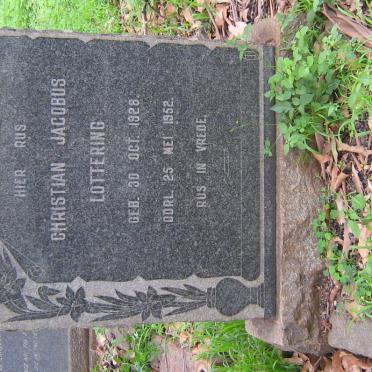 HIER RUS
CHRISTIAN JACOBUS
LOTTERING
GEB. 30 OCT. 1928.
OORL. 25 MEI 1952.
RUS IN VREDE.